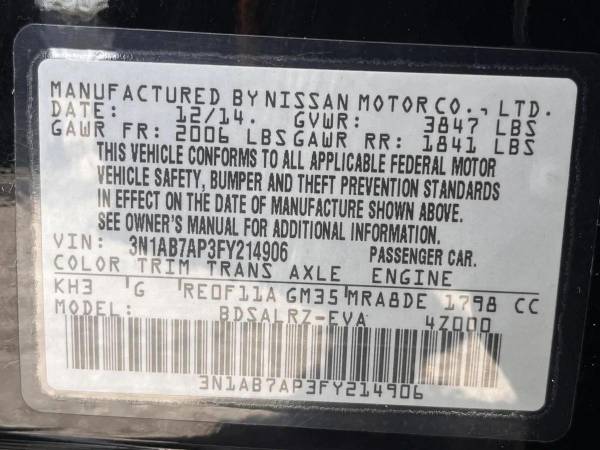 MANUFACTURED BY NISSAN MOTOR CO., LTD.
DATE: 12/14. GVWR: 3847 LBS
GAWR FR: 2006 LBS GAWR RR: 1841 LBS
THIS VEHICLE CONFORMS TO ALL APPLICABLE FEDERAL MOTOR
VEHICLE SAFETY, BUMPER AND THEFT PREVENTION STANDARDS
IN EFFECT ON THE DATE OF MANUFACTURE SHOWN ABOVE.
SEE OWNER'S MANUAL FOR ADDITIONAL INFORMATION.
VIN: 3N1AB7AP3FY214906 PASSENGER CAR.
COLOR TRIM TRANS AXLE ENGINE
KH3 G RE0F11A GM35 MRA8DE 1798 CC
MODEL: BDSALRZ-EVA 4Z000
3N1AB7AP3FY214906